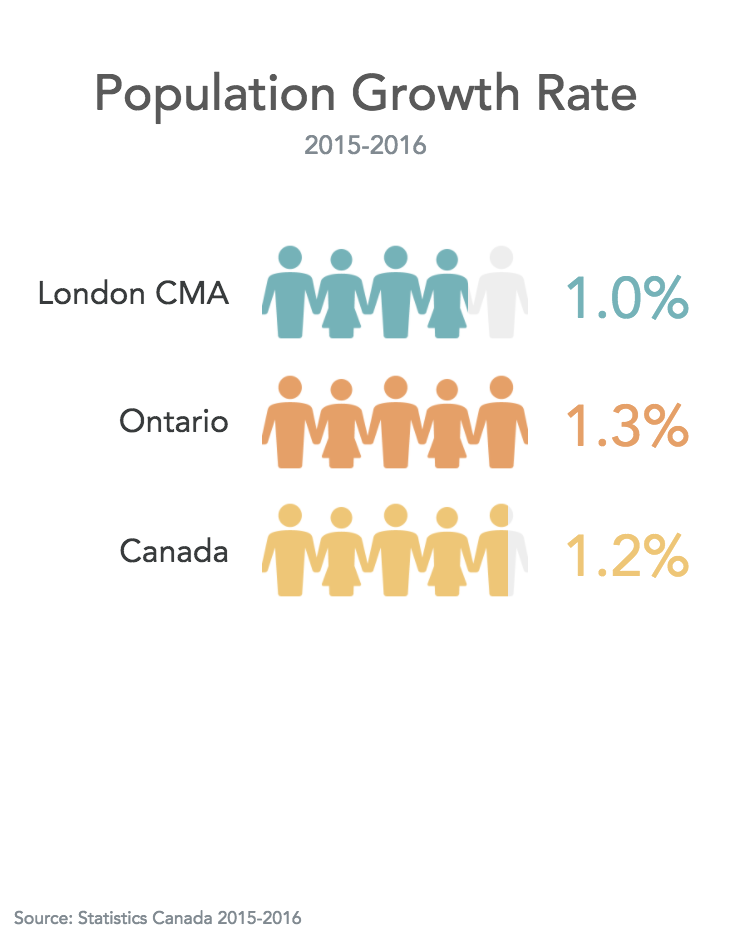 Population Growth Rate
2015-2016
London CMA 1.0%
Ontario 1.3%
Canada 1.2%
Source: Statistics Canada 2015-2016